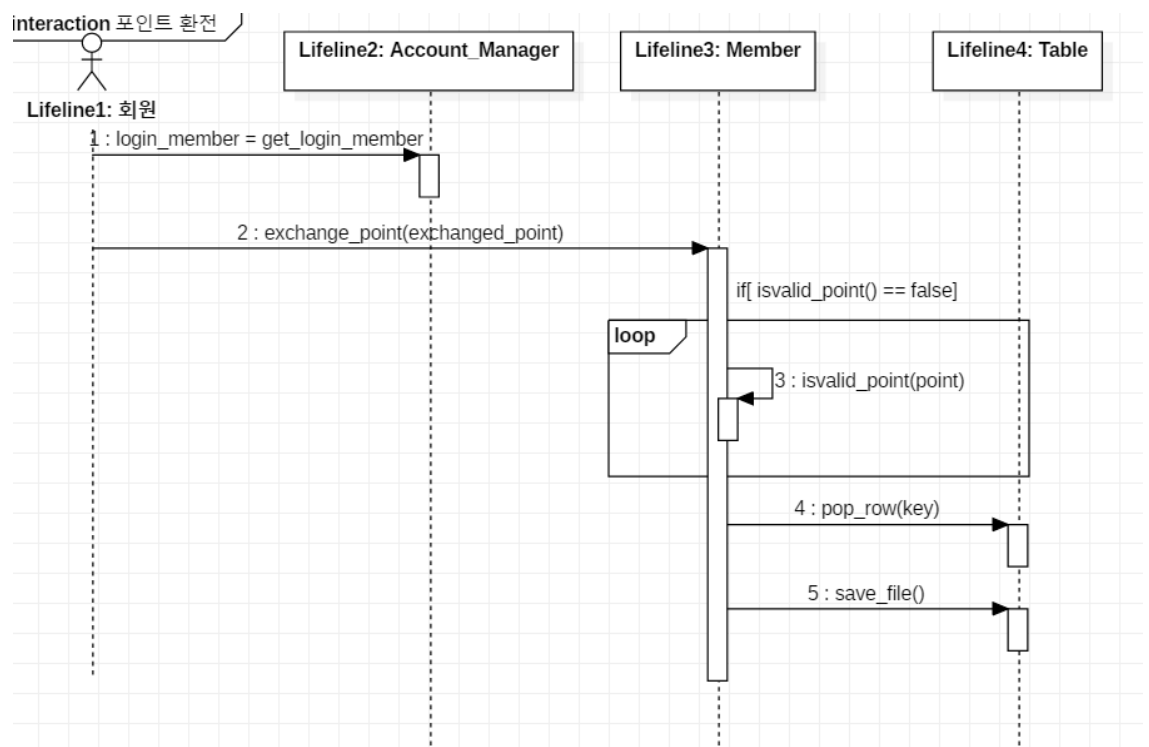 interaction 포인트 환전
Lifeline2: Account_Manager
Lifeline3: Member
Lifeline4: Table
Lifeline1: 회원
1 : login_member = get_login_member
2 : exchange_point(exchanged_point)
if[ isvalid_point() == false]
loop
3 : isvalid_point(point)
4 : pop_row(key)
5 : save_file()